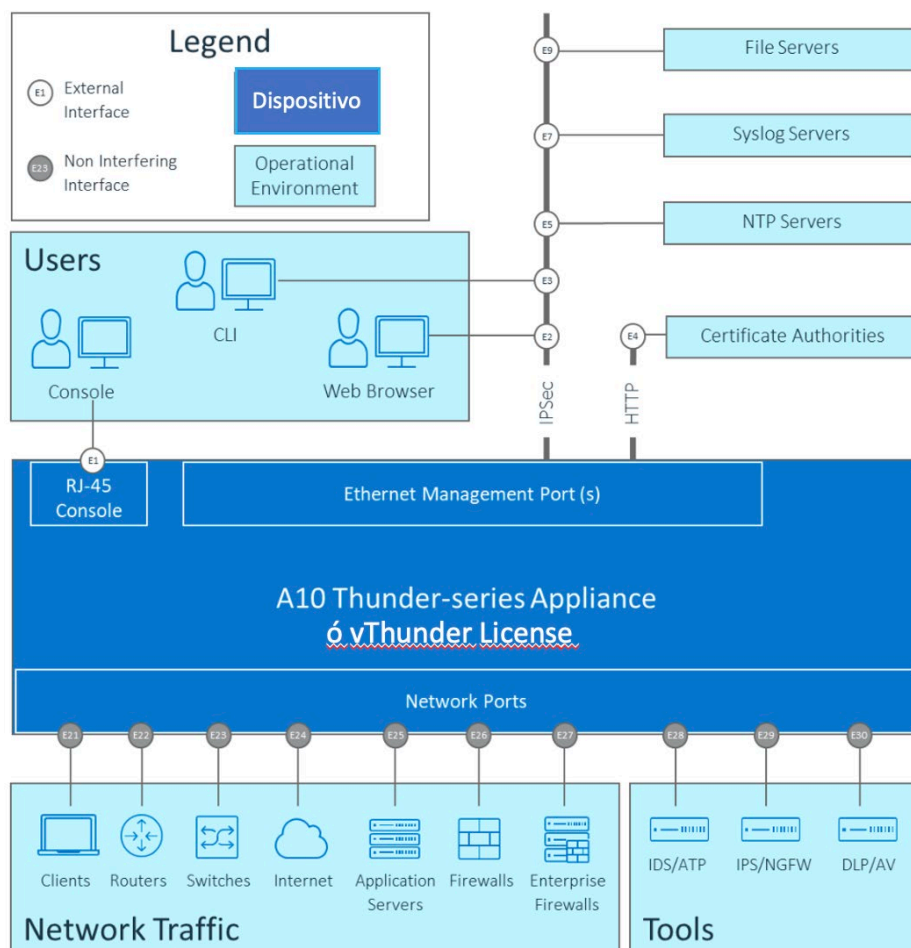 Legend
E1
External
Interface
Dispositivo
E23
Non Interfering
Interface
Operational
Environment
E9
File Servers
E7
Syslog Servers
E5
NTP Servers
Users
E3
CLI
E2
Web Browser
E4
Certificate Authorities
Console
IPSec
HTTP
E1
RJ-45
Console
Ethernet Management Port (s)
A10 Thunder-series Appliance
ó vThunder License
Network Ports
E21
E22
E23
E24
E25
E26
E27
E28
E29
E30
Clients
Routers
Switches
Internet
Application
Servers
Firewalls
Enterprise
Firewalls
Network Traffic
IDS/ATP
IPS/NGFW
DLP/AV
Tools